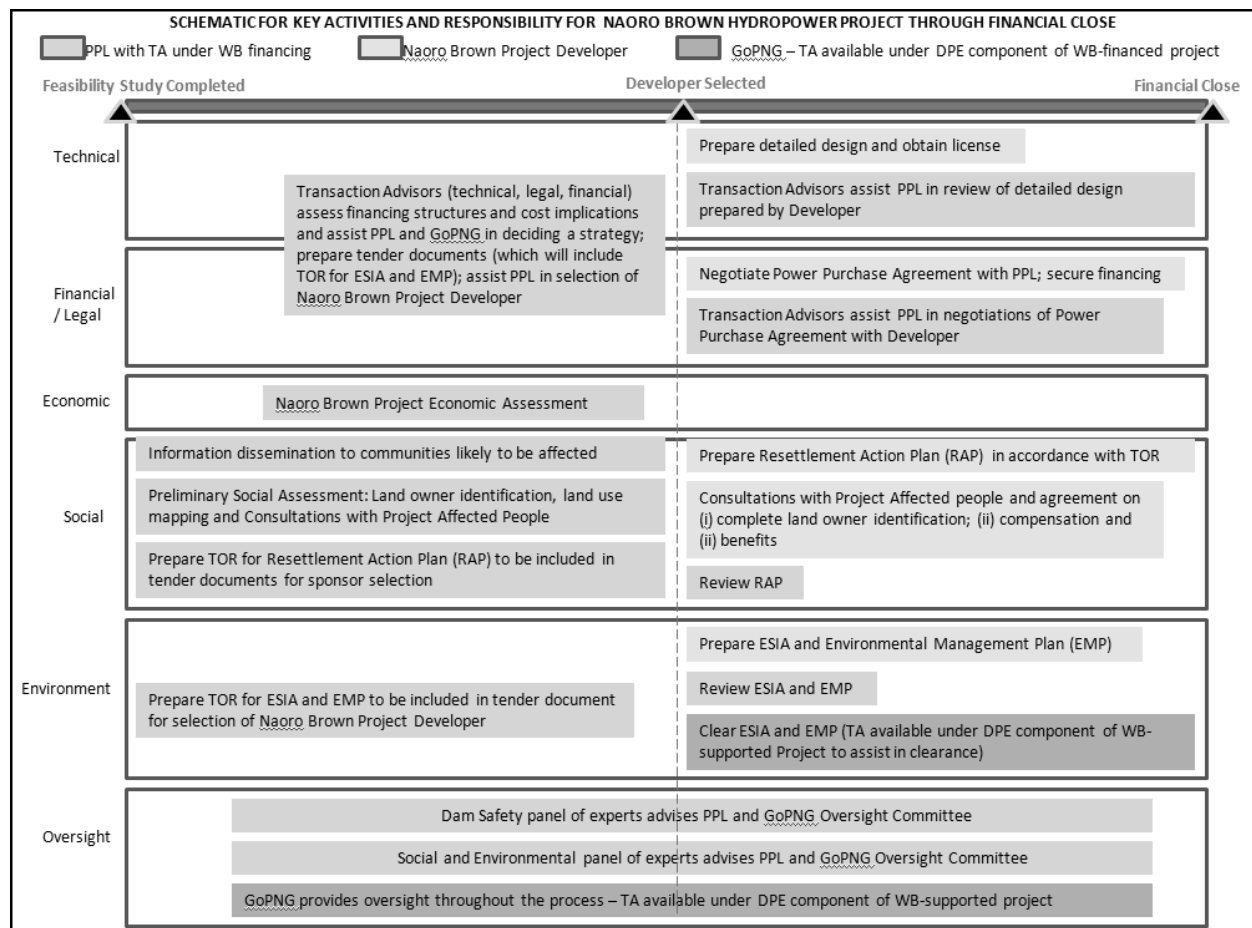 SCHEMATIC FOR KEY ACTIVITIES AND RESPONSIBILITY FOR NAORO BROWN HYDROPOWER PROJECT THROUGH FINANCIAL CLOSE
PPL with TA under WB financing
Naoro Brown Project Developer
GoPNG – TA available under DPE component of WB-financed project
Feasibility Study Completed
Developer Selected
Financial Close
Technical
Prepare detailed design and obtain license
Transaction Advisors assist PPL in review of detailed design
prepared by Developer
Transaction Advisors (technical, legal, financial)
assess financing structures and cost implications
and assist PPL and GoPNG in deciding a strategy;
prepare tender documents (which will include
TOR for ESIA and EMP); assist PPL in selection of
Naoro Brown Project Developer
Financial
/ Legal
Negotiate Power Purchase Agreement with PPL; secure financing
Transaction Advisors assist PPL in negotiations of Power
Purchase Agreement with Developer
Economic
Naoro Brown Project Economic Assessment
Social
Information dissemination to communities likely to be affected
Preliminary Social Assessment: Land owner identification, land use
mapping and Consultations with Project Affected People
Prepare TOR for Resettlement Action Plan (RAP) to be included in
tender documents for sponsor selection
Prepare Resettlement Action Plan (RAP) in accordance with TOR
Consultations with Project Affected people and agreement on
(i) complete land owner identification; (ii) compensation and
(ii) benefits
Review RAP
Environment
Prepare TOR for ESIA and EMP to be included in tender document
for selection of Naoro Brown Project Developer
Prepare ESIA and Environmental Management Plan (EMP)
Review ESIA and EMP
Clear ESIA and EMP (TA available under DPE component of WB-
supported Project to assist in clearance)
Oversight
Dam Safety panel of experts advises PPL and GoPNG Oversight Committee
Social and Environmental panel of experts advises PPL and GoPNG Oversight Committee
GoPNG provides oversight throughout the process – TA available under DPE component of WB-supported project